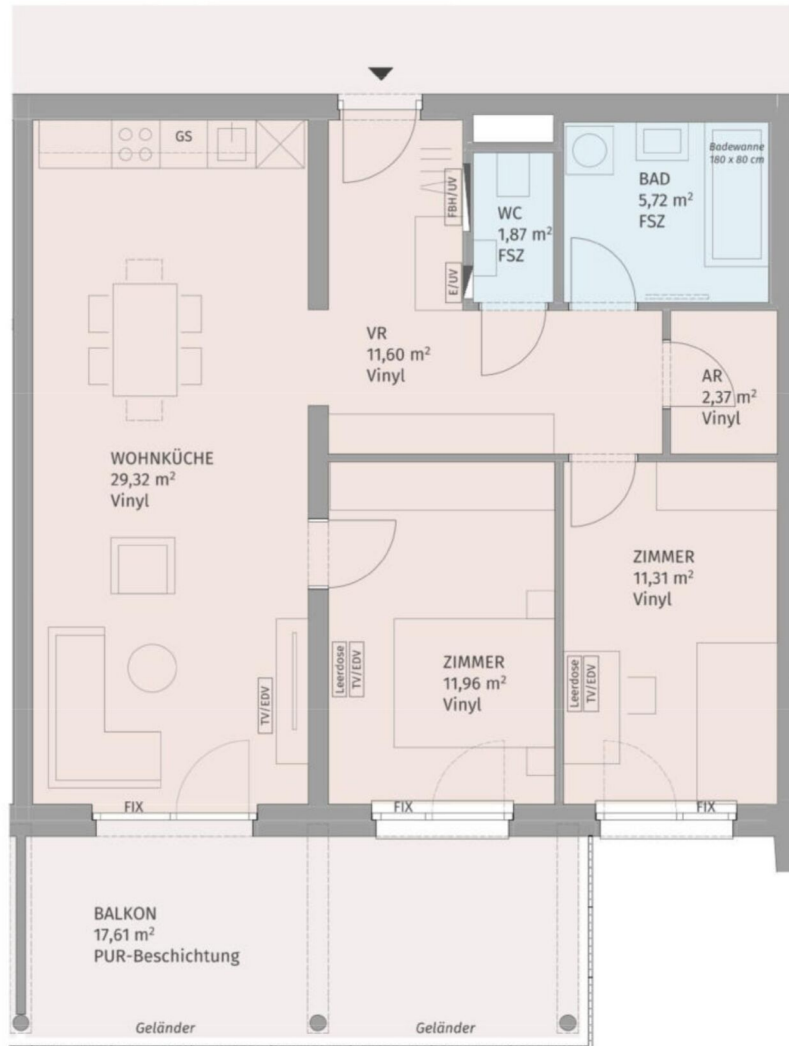 GS
Badewanne
180 x 80 cm
BAD
5,72 m²
FSZ
FBH/UV
WC
1,87 m²
FSZ
E/UV
VR
11,60 m²
Vinyl
AR
2,37 m²
Vinyl
WOHNKÜCHE
29,32 m²
Vinyl
ZIMMER
11,31 m²
Vinyl
ZIMMER
11,96 m²
Vinyl
Leerdose
TV/EDV
Leerdose
TV/EDV
TV/EDV
FIX
FIX
FIX
BALKON
17,61 m²
PUR-Beschichtung
Geländer
Geländer